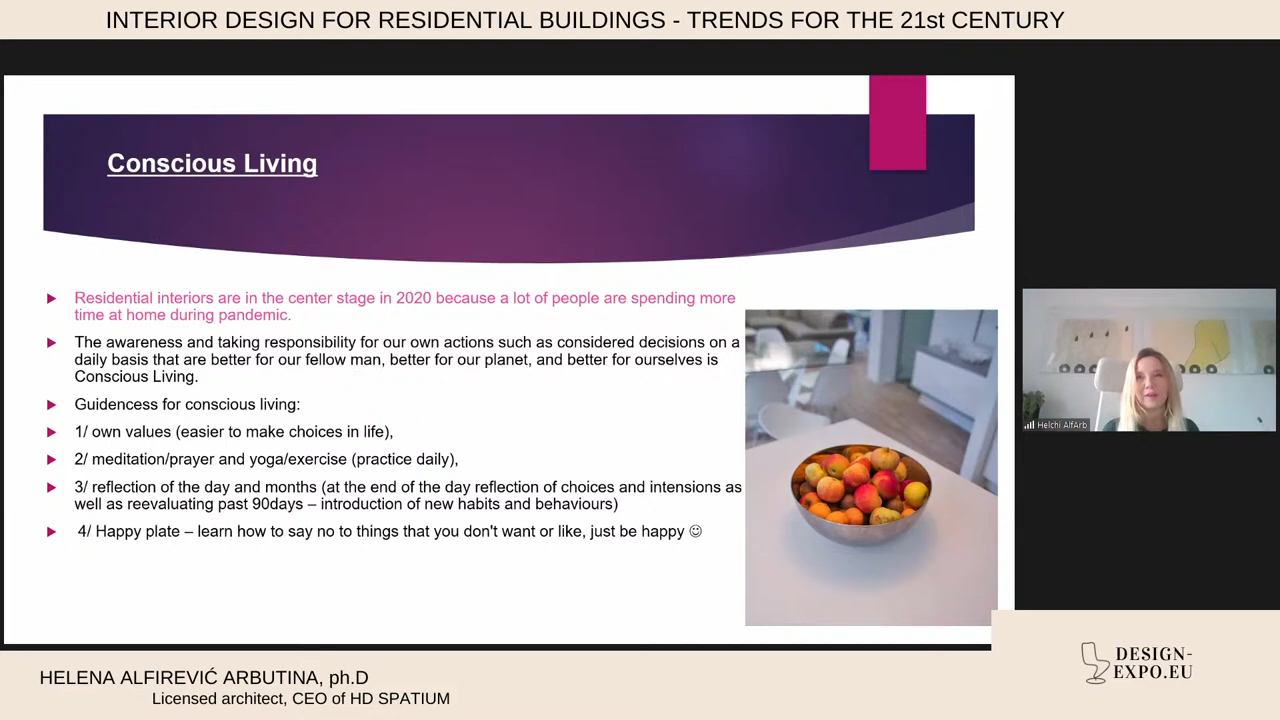 INTERIOR DESIGN FOR RESIDENTIAL BUILDINGS - TRENDS FOR THE 21st CENTURY
Conscious Living
Residential interiors are in the center stage in 2020 because a lot of people are spending more
time at home during pandemic.
The awareness and taking responsibility for our own actions such as considered decisions on a
daily basis that are better for our fellow man, better for our planet, and better for ourselves is
Conscious Living.
Guidencess for conscious living:
1/ own values (easier to make choices in life),
2/ meditation/prayer and yoga/exercise (practice daily),
3/ reflection of the day and months (at the end of the day reflection of choices and intensions as
well as reevaluating past 90days – introduction of new habits and behaviours)
4/ Happy plate – learn how to say no to things that you don't want or like, just be happy ☺
Helchi AlfArb
HELENA ALFIREVIĆ ARBUTINA, ph.D
Licensed architect, CEO of HD SPATIUM
DESIGN-
EXPO.EU